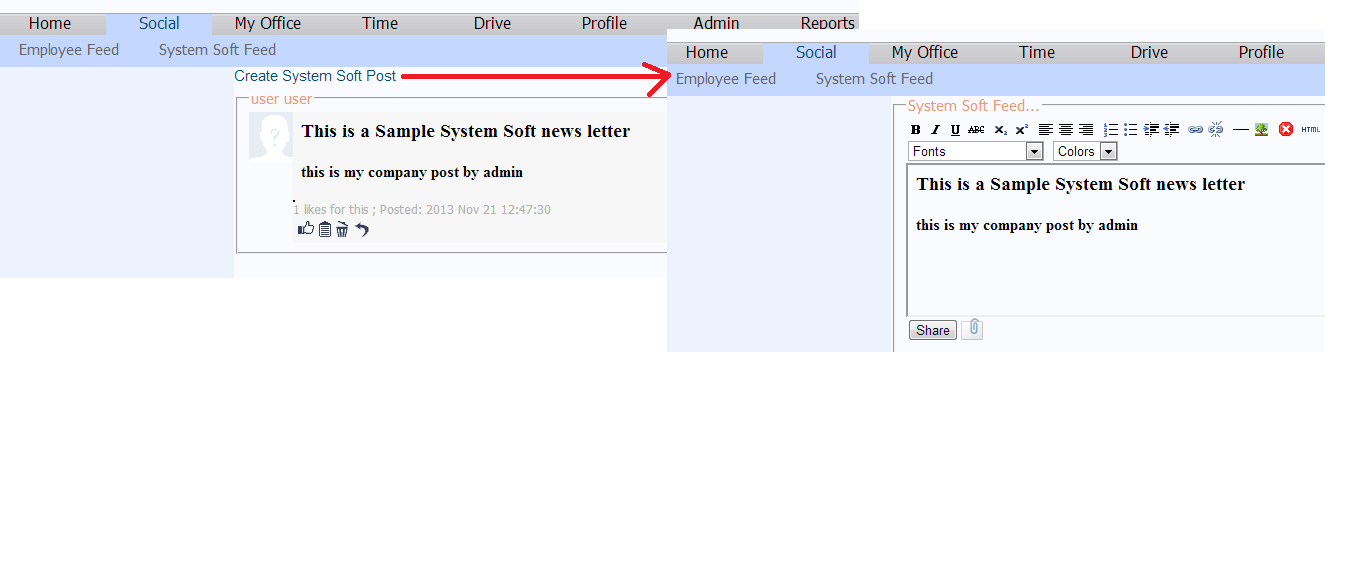 Home Social My Office Time Drive Profile Admin Reports
Employee Feed System Soft Feed
Create System Soft Post
user user
?
This is a Sample System Soft news letter
this is my company post by admin
.
1 likes for this ; Posted: 2013 Nov 21 12:47:30
Home Social My Office Time Drive Profile
Employee Feed System Soft Feed
System Soft Feed...
B I U ABC X₂ X² HTML
Fonts Colors
This is a Sample System Soft news letter
this is my company post by admin
Share